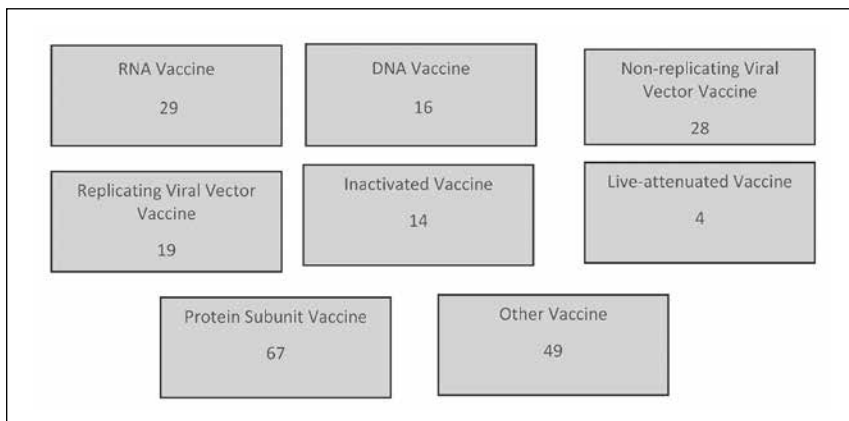 RNA Vaccine
29
DNA Vaccine
16
Non-replicating Viral
Vector Vaccine
28
Replicating Viral Vector
Vaccine
19
Inactivated Vaccine
14
Live-attenuated Vaccine
4
Protein Subunit Vaccine
67
Other Vaccine
49